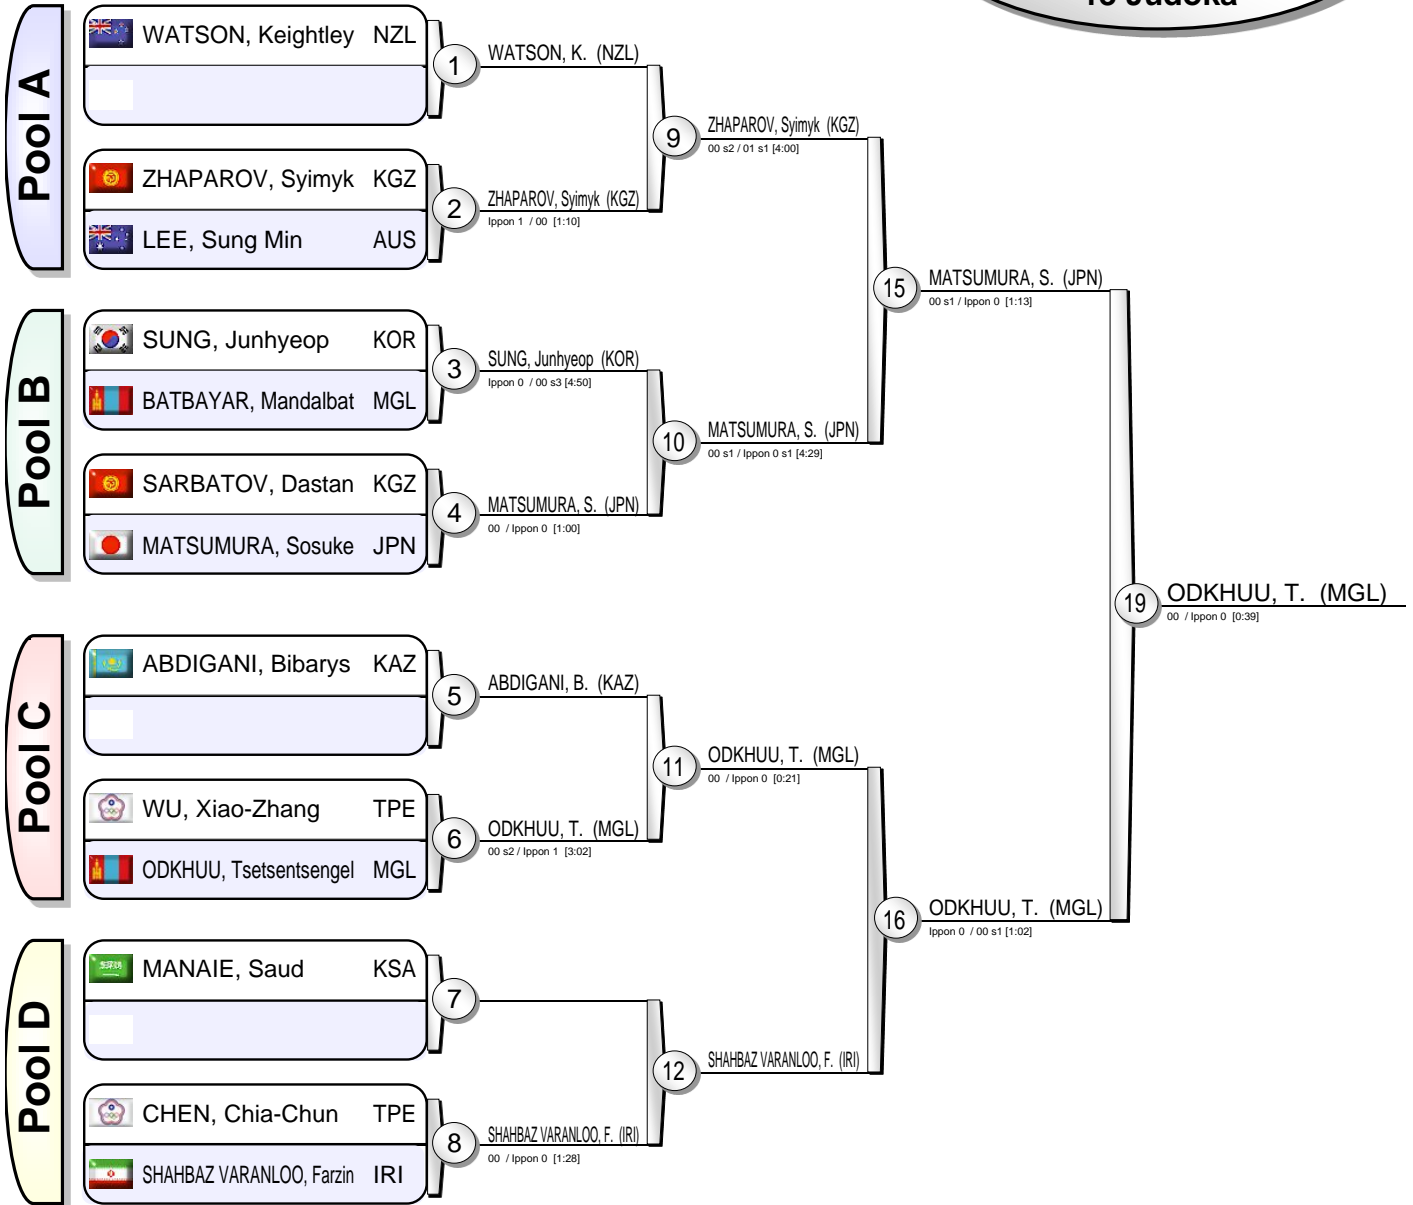 13 Judoka
Pool A
WATSON, Keightley NZL
ZHAPAROV, Syimyk KGZ
LEE, Sung Min AUS
Pool B
SUNG, Junhyeop KOR
BATBAYAR, Mandalbat MGL
SARBATOV, Dastan KGZ
MATSUMURA, Sosuke JPN
Pool C
ABDIGANI, Bibarys KAZ
WU, Xiao-Zhang TPE
ODKHUU, Tsetsentsengel MGL
Pool D
MANAIE, Saud KSA
CHEN, Chia-Chun TPE
SHAHBAZ VARANLOO, Farzin IRI
1
WATSON, K. (NZL)
2
ZHAPAROV, Syimyk (KGZ)
Ippon 1 / 00 [1:10]
3
SUNG, Junhyeop (KOR)
Ippon 0 / 00 s3 [4:50]
4
MATSUMURA, S. (JPN)
00 / Ippon 0 [1:00]
5
ABDIGANI, B. (KAZ)
6
ODKHUU, T. (MGL)
00 s2 / Ippon 1 [3:02]
7
8
SHAHBAZ VARANLOO, F. (IRI)
00 / Ippon 0 [1:28]
9
ZHAPAROV, Syimyk (KGZ)
00 s2 / 01 s1 [4:00]
10
MATSUMURA, S. (JPN)
00 s1 / Ippon 0 s1 [4:29]
11
ODKHUU, T. (MGL)
00 / Ippon 0 [0:21]
12
SHAHBAZ VARANLOO, F. (IRI)
15
MATSUMURA, S. (JPN)
00 s1 / Ippon 0 [1:13]
16
ODKHUU, T. (MGL)
Ippon 0 / 00 s1 [1:02]
19
ODKHUU, T. (MGL)
00 / Ippon 0 [0:39]